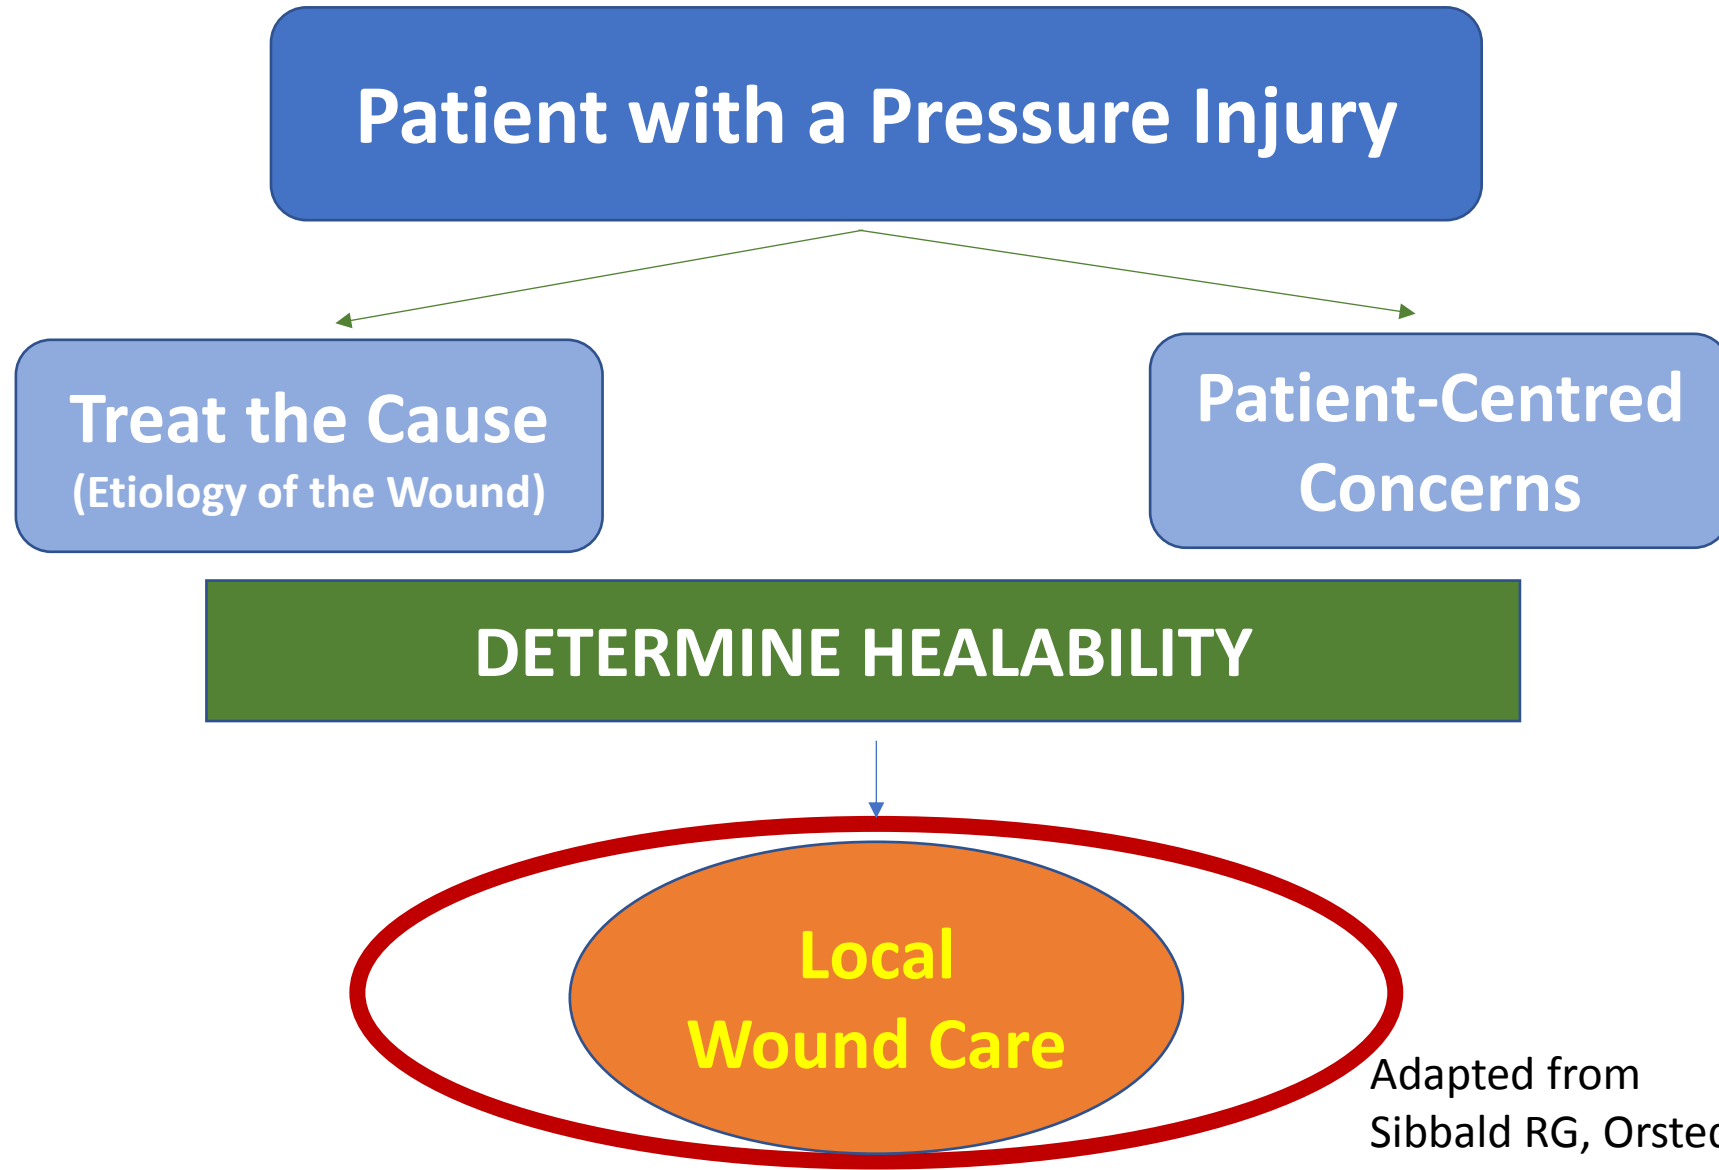 Patient with a Pressure Injury
Treat the Cause
(Etiology of the Wound)
Patient-Centred
Concerns
DETERMINE HEALABILITY
Local
Wound Care
Adapted from
Sibbald RG, Orsted